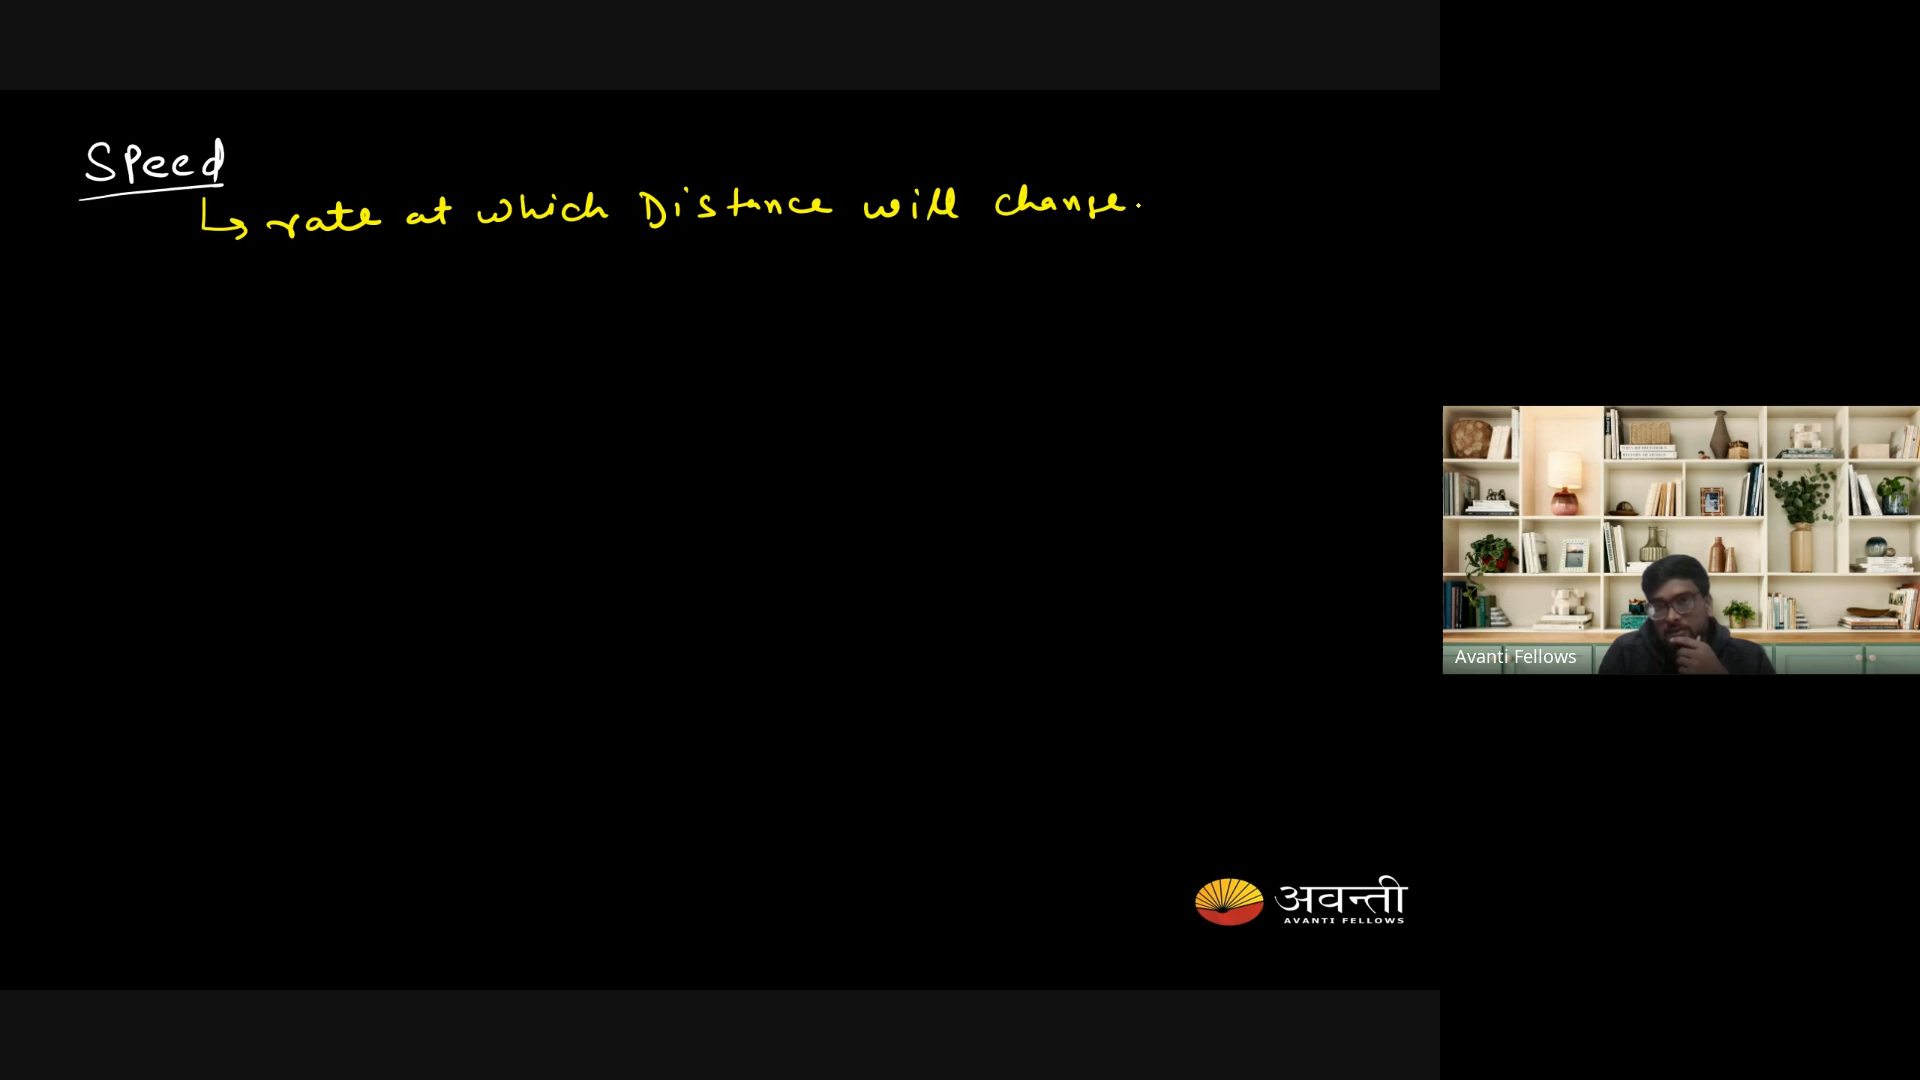 Speed
↳ rate at which Distance will change.
Avanti Fellows
अवन्ती
AVANTI FELLOWS